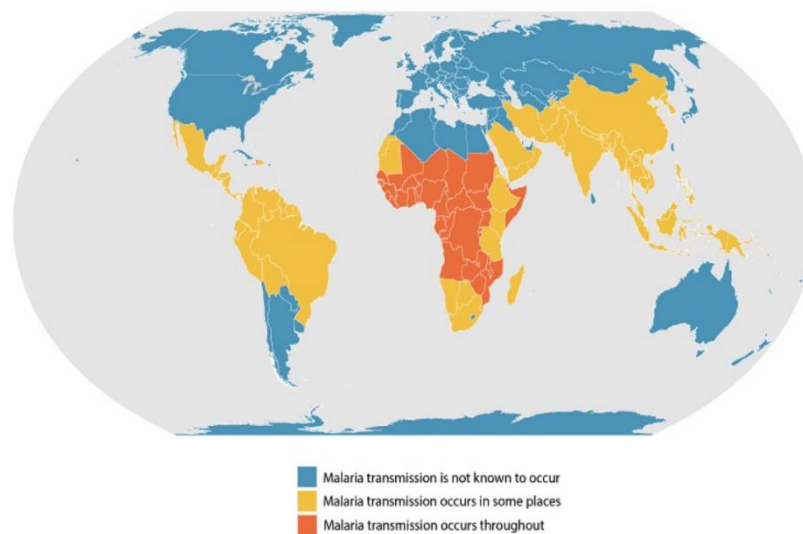 Malaria transmission is not known to occur
Malaria transmission occurs in some places
Malaria transmission occurs throughout